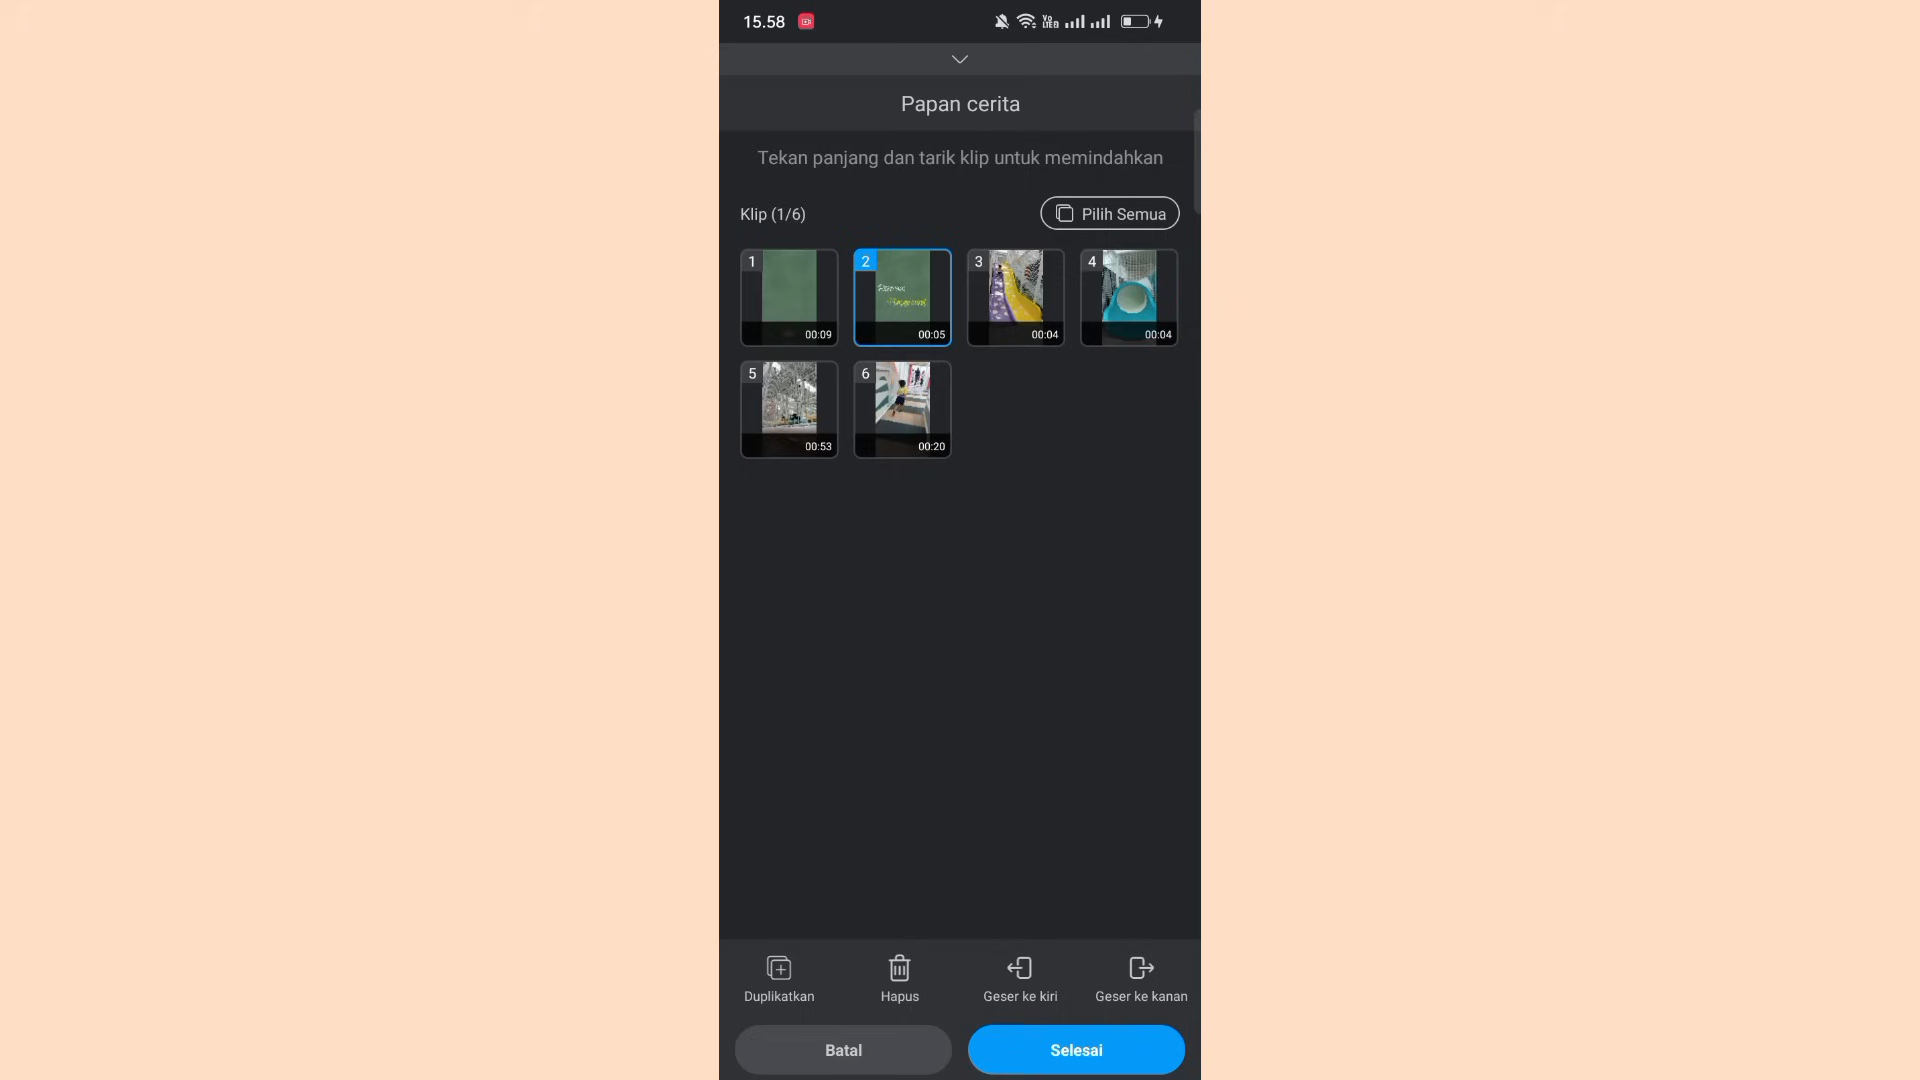 15.58
Papan cerita
Tekan panjang dan tarik klip untuk memindahkan
Klip (1/6)
Pilih Semua
1
00:09
2
Playground
00:05
3
00:04
4
00:04
5
00:53
6
00:20
Duplikatkan
Hapus
Geser ke kiri
Geser ke kanan
Batal
Selesai